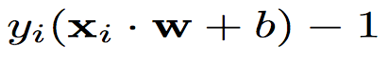 yᵢ(𝐱ᵢ · 𝐰 + b) − 1